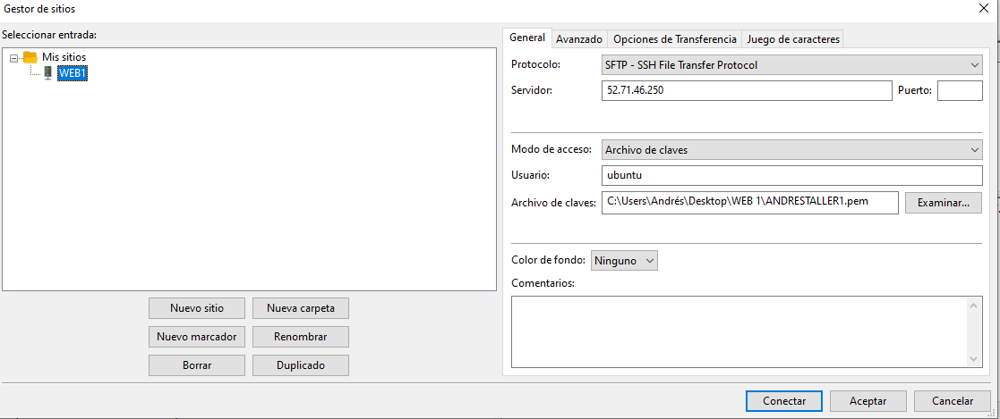 Gestor de sitios
Seleccionar entrada:
Mis sitios
WEB1
Nuevo sitio
Nueva carpeta
Nuevo marcador
Renombrar
Borrar
Duplicado
General
Avanzado
Opciones de Transferencia
Juego de caracteres
Protocolo:
SFTP - SSH File Transfer Protocol
Servidor:
52.71.46.250
Puerto:
Modo de acceso:
Archivo de claves
Usuario:
ubuntu
Archivo de claves:
C:\Users\Andrés\Desktop\WEB 1\ANDRESTALLER1.pem
Examinar...
Color de fondo:
Ninguno
Comentarios:
Conectar
Aceptar
Cancelar